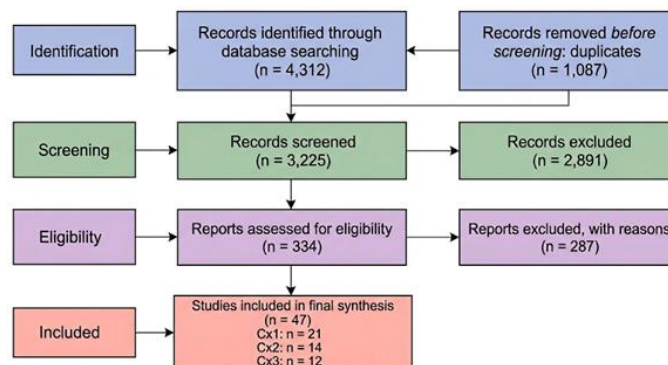 Identification
Records identified through
database searching
(n = 4,312)
Records removed before
screening: duplicates
(n = 1,087)
Screening
Records screened
(n = 3,225)
Records excluded
(n = 2,891)
Eligibility
Reports assessed for eligibility
(n = 334)
Reports excluded, with reasons
(n = 287)
Included
Studies included in final synthesis
(n = 47)
Cx1: n = 21
Cx2: n = 14
Cx3: n = 12